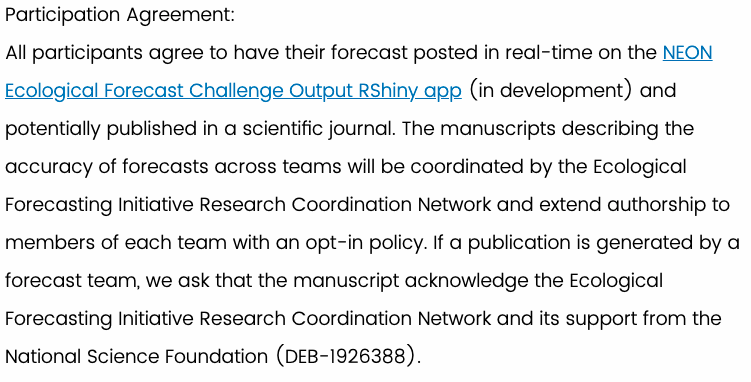 Participation Agreement:
All participants agree to have their forecast posted in real-time on the NEON
Ecological Forecast Challenge Output RShiny app (in development) and
potentially published in a scientific journal. The manuscripts describing the
accuracy of forecasts across teams will be coordinated by the Ecological
Forecasting Initiative Research Coordination Network and extend authorship to
members of each team with an opt-in policy. If a publication is generated by a
forecast team, we ask that the manuscript acknowledge the Ecological
Forecasting Initiative Research Coordination Network and its support from the
National Science Foundation (DEB-1926388).